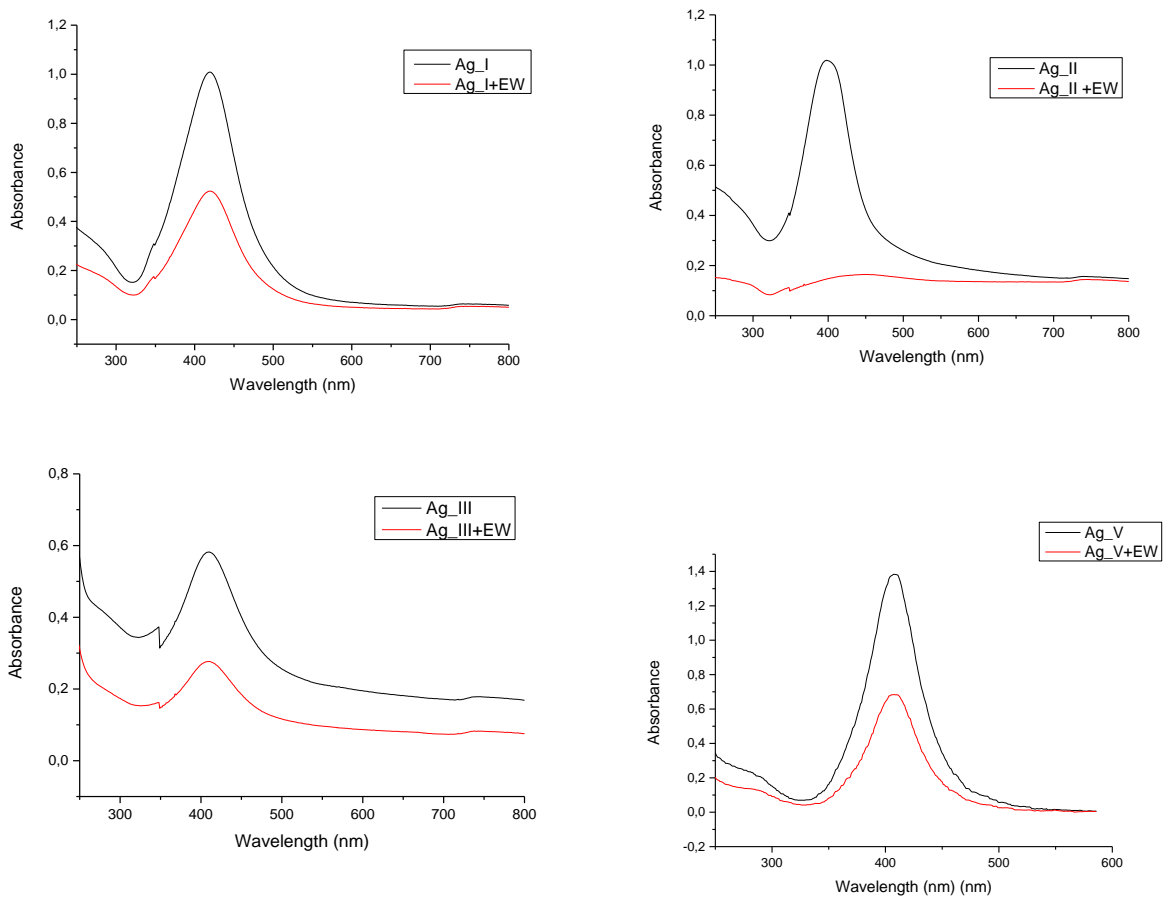 1,2
1,0
0,8
0,6
0,4
0,2
0,0
Absorbance
Ag_I
Ag_I+EW
300 400 500 600 700 800
Wavelength (nm)
1,2
1,0
0,8
0,6
0,4
0,2
0,0
Absorbance
Ag_II
Ag_II +EW
300 400 500 600 700 800
Wavelength (nm)
0,8
0,6
0,4
0,2
0,0
Absorbance
Ag_III
Ag_III+EW
300 400 500 600 700 800
Wavelength (nm)
Ag_V
Ag_V+EW
1,4
1,2
1,0
0,8
0,6
0,4
0,2
0,0
-0,2
Absorbance
300 400 500 600
Wavelength (nm) (nm)